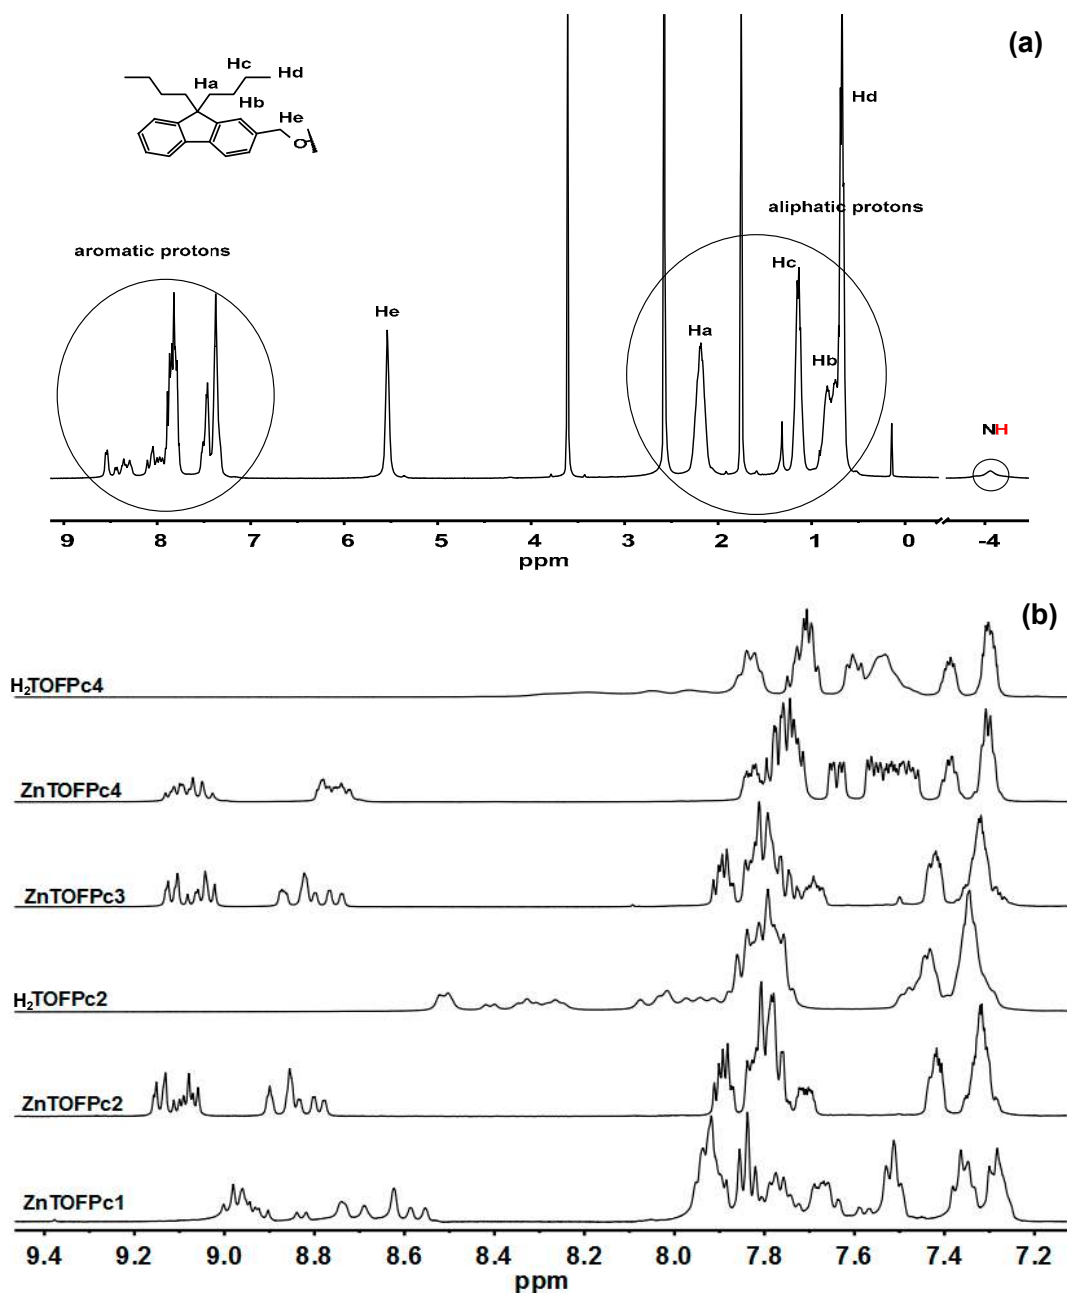 (a)
Hc
Hd
Ha
Hb
He
O
Hd
aliphatic protons
aromatic protons
Hc
He
Ha
Hb
NH
9 8 7 6 5 4 3 2 1 0 -4
ppm
(b)
H2TOFPc4
ZnTOFPc4
ZnTOFPc3
H2TOFPc2
ZnTOFPc2
ZnTOFPc1
9.4 9.2 9.0 8.8 8.6 8.4 8.2 8.0 7.8 7.6 7.4 7.2
ppm